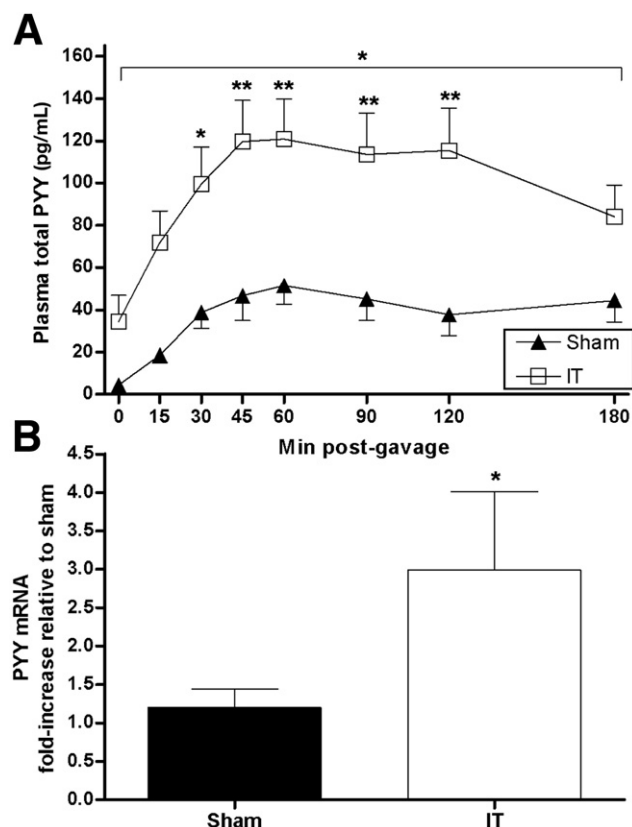 A
*
160
140
120
100
80
60
40
20
0
Plasma total PYY (pg/mL)
* ** ** ** **
Sham
IT
0 15 30 45 60 90 120 180
Min post-gavage
B
4.5
4.0
3.5
3.0
2.5
2.0
1.5
1.0
0.5
0.0
PYY mRNA
fold-increase relative to sham
*
Sham IT